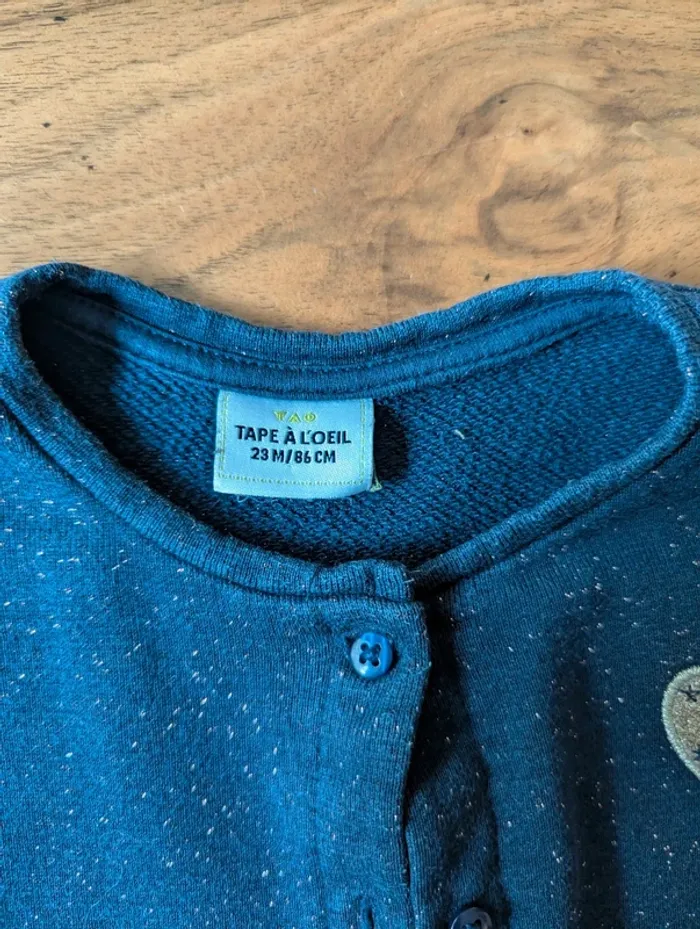 TAO
TAPE À L'OEIL
23 M/86 CM